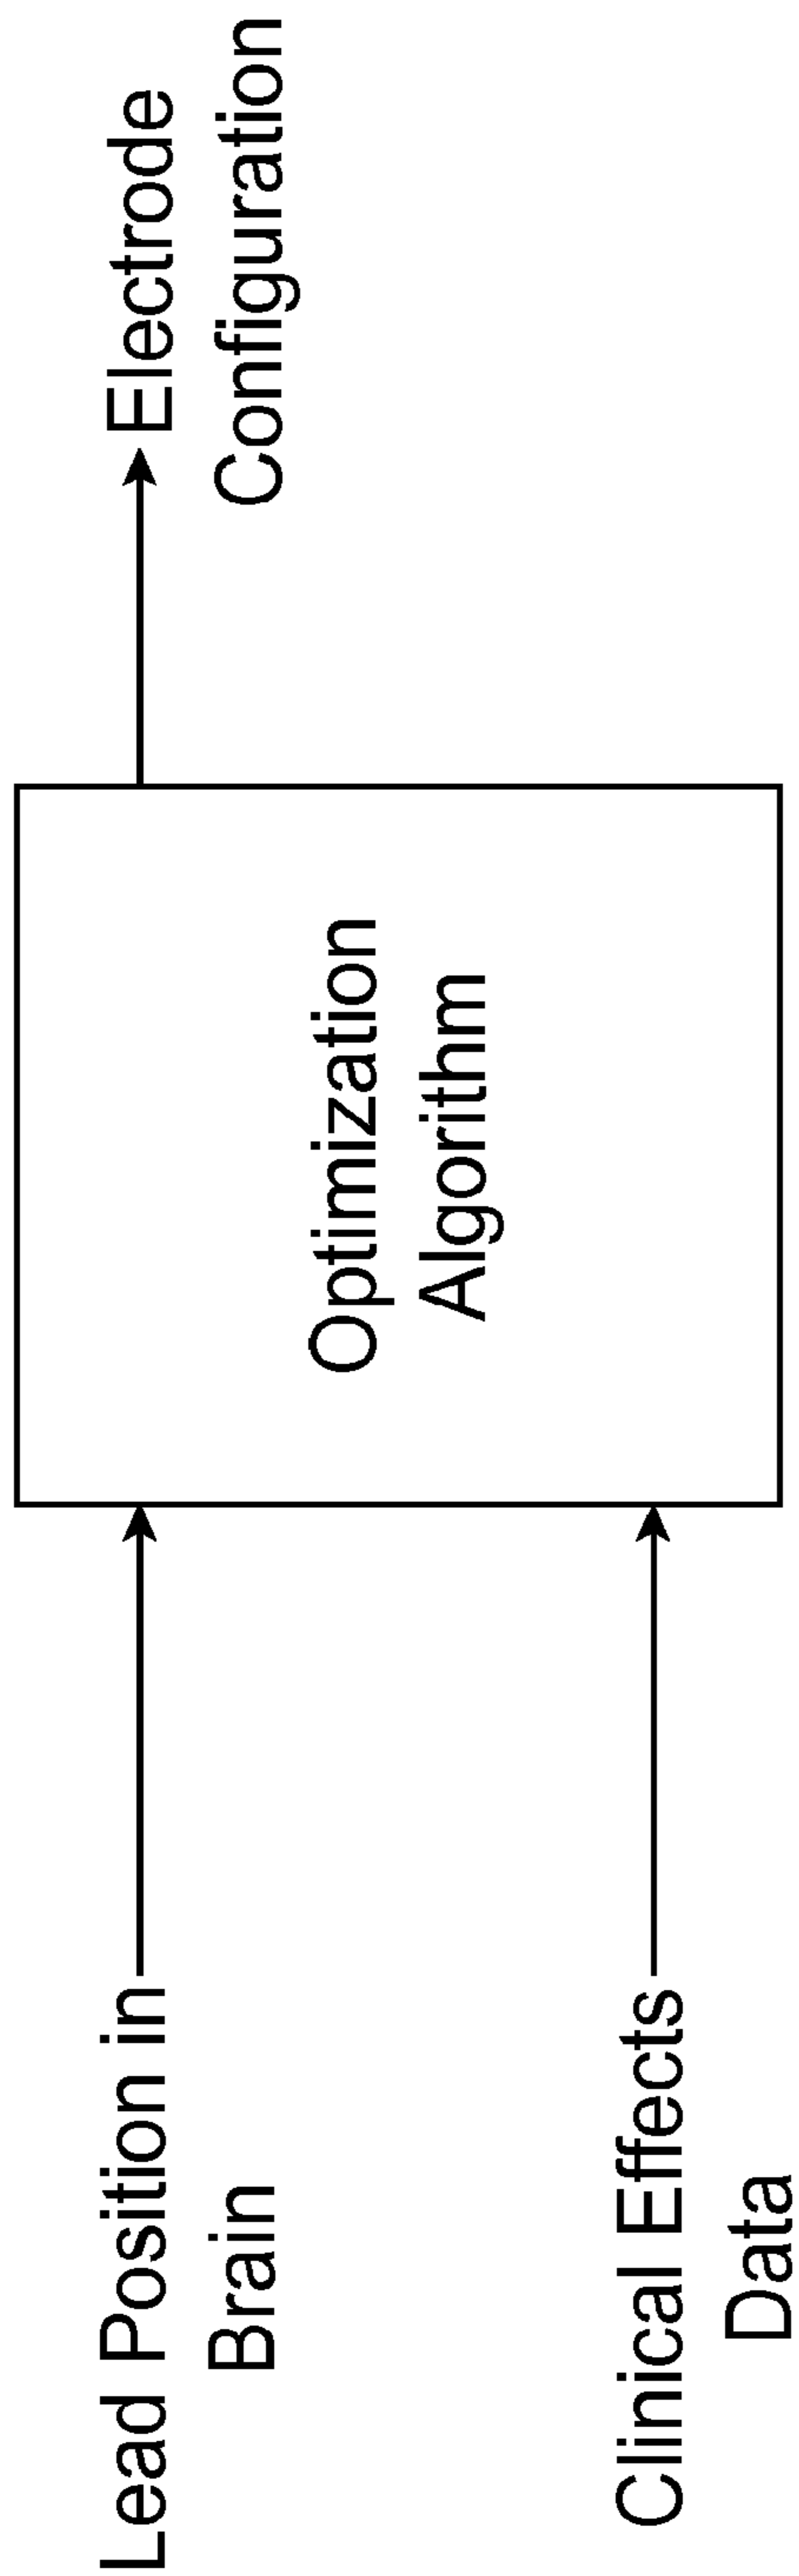 Lead Position in
Brain
Clinical Effects
Data
Optimization
Algorithm
Electrode
Configuration